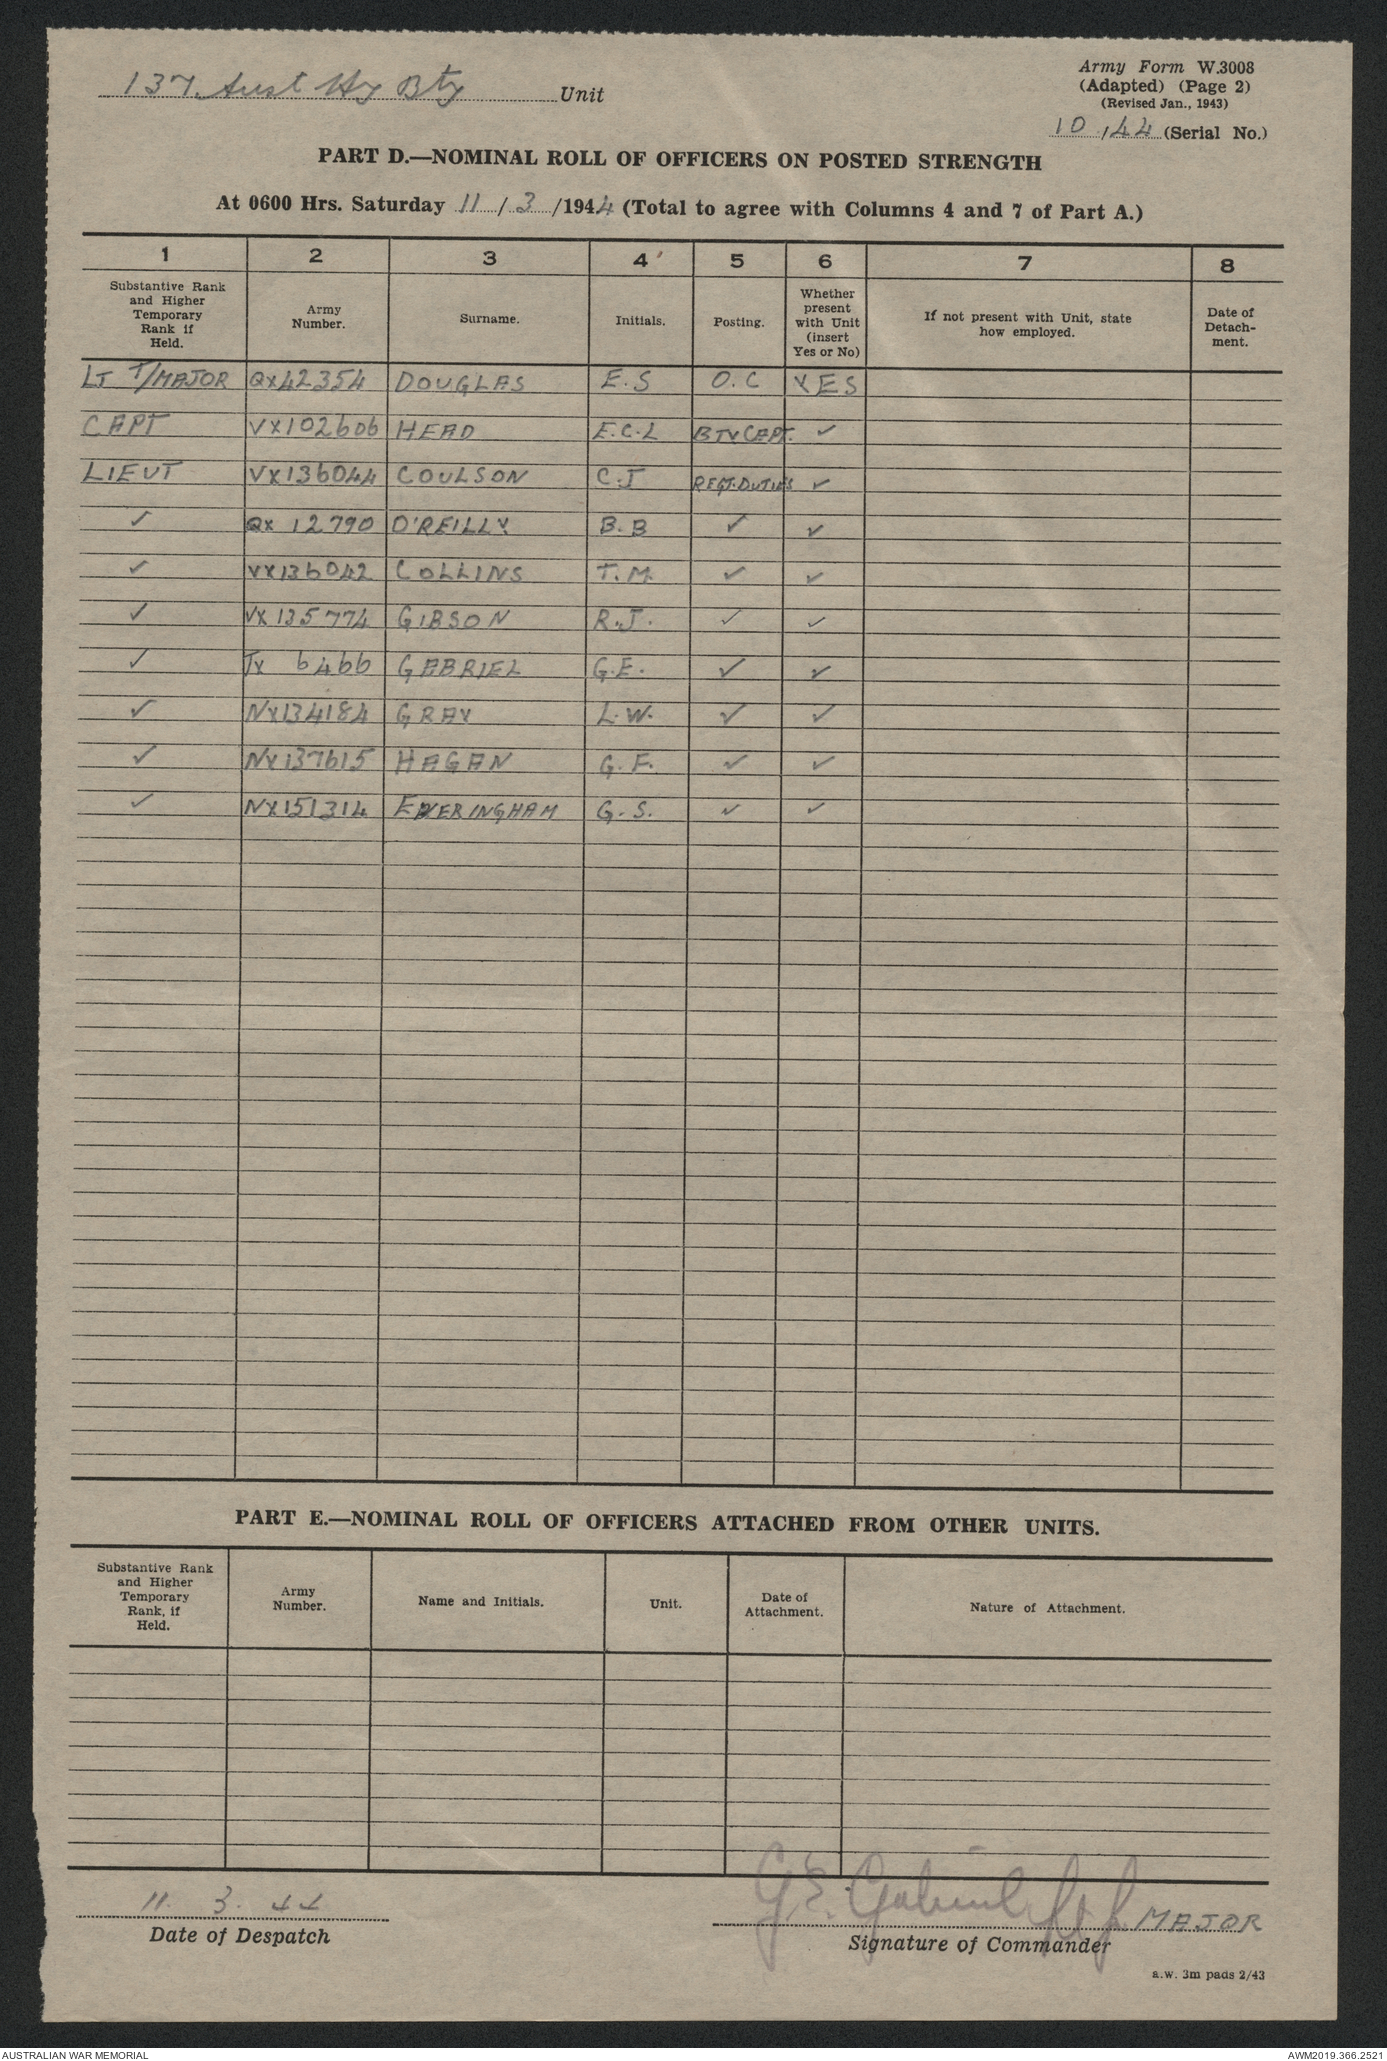 137 Aust Hy Bty Unit
Army Form W.3008
(Adapted) (Page 2)
(Revised Jan., 1943)
10/44 (Serial No.)
PART D.—NOMINAL ROLL OF OFFICERS ON POSTED STRENGTH
At 0600 Hrs. Saturday 11 / 3 /1944 (Total to agree with Columns 4 and 7 of Part A.)
1 2 3 4 5 6 7 8
Substantive Rank and Higher Temporary Rank if Held. Army Number. Surname. Initials. Posting. Whether present with Unit (insert Yes or No) If not present with Unit, state how employed. Date of Detach- ment.
LT T/MAJOR QX42354 DOUGLAS E.S O.C YES
CAPT VX102606 HEAD E.C.L BTY CAPT. ✓
LIEUT VX136044 COULSON C.J REGT.DUTIES ✓
✓ QX 12790 O'REILLY B.B ✓ ✓
✓ VX136042 COLLINS T.M. ✓ ✓
✓ VX135774 GIBSON R.J. ✓ ✓
✓ TX 6466 GABRIEL G.E. ✓ ✓
✓ NX134184 GRAY L.W. ✓ ✓
✓ NX137615 HAGAN G.F. ✓ ✓
✓ NX151314 EVERINGHAM G.S. ✓ ✓
PART E.—NOMINAL ROLL OF OFFICERS ATTACHED FROM OTHER UNITS.
Substantive Rank and Higher Temporary Rank, if Held. Army Number. Name and Initials. Unit. Date of Attachment. Nature of Attachment.
11. 3. 44
Date of Despatch
G.E. Gabriel Lt f MAJOR
Signature of Commander
a.w. 3m pads 2/43
AUSTRALIAN WAR MEMORIAL
AWM2019.366.2521